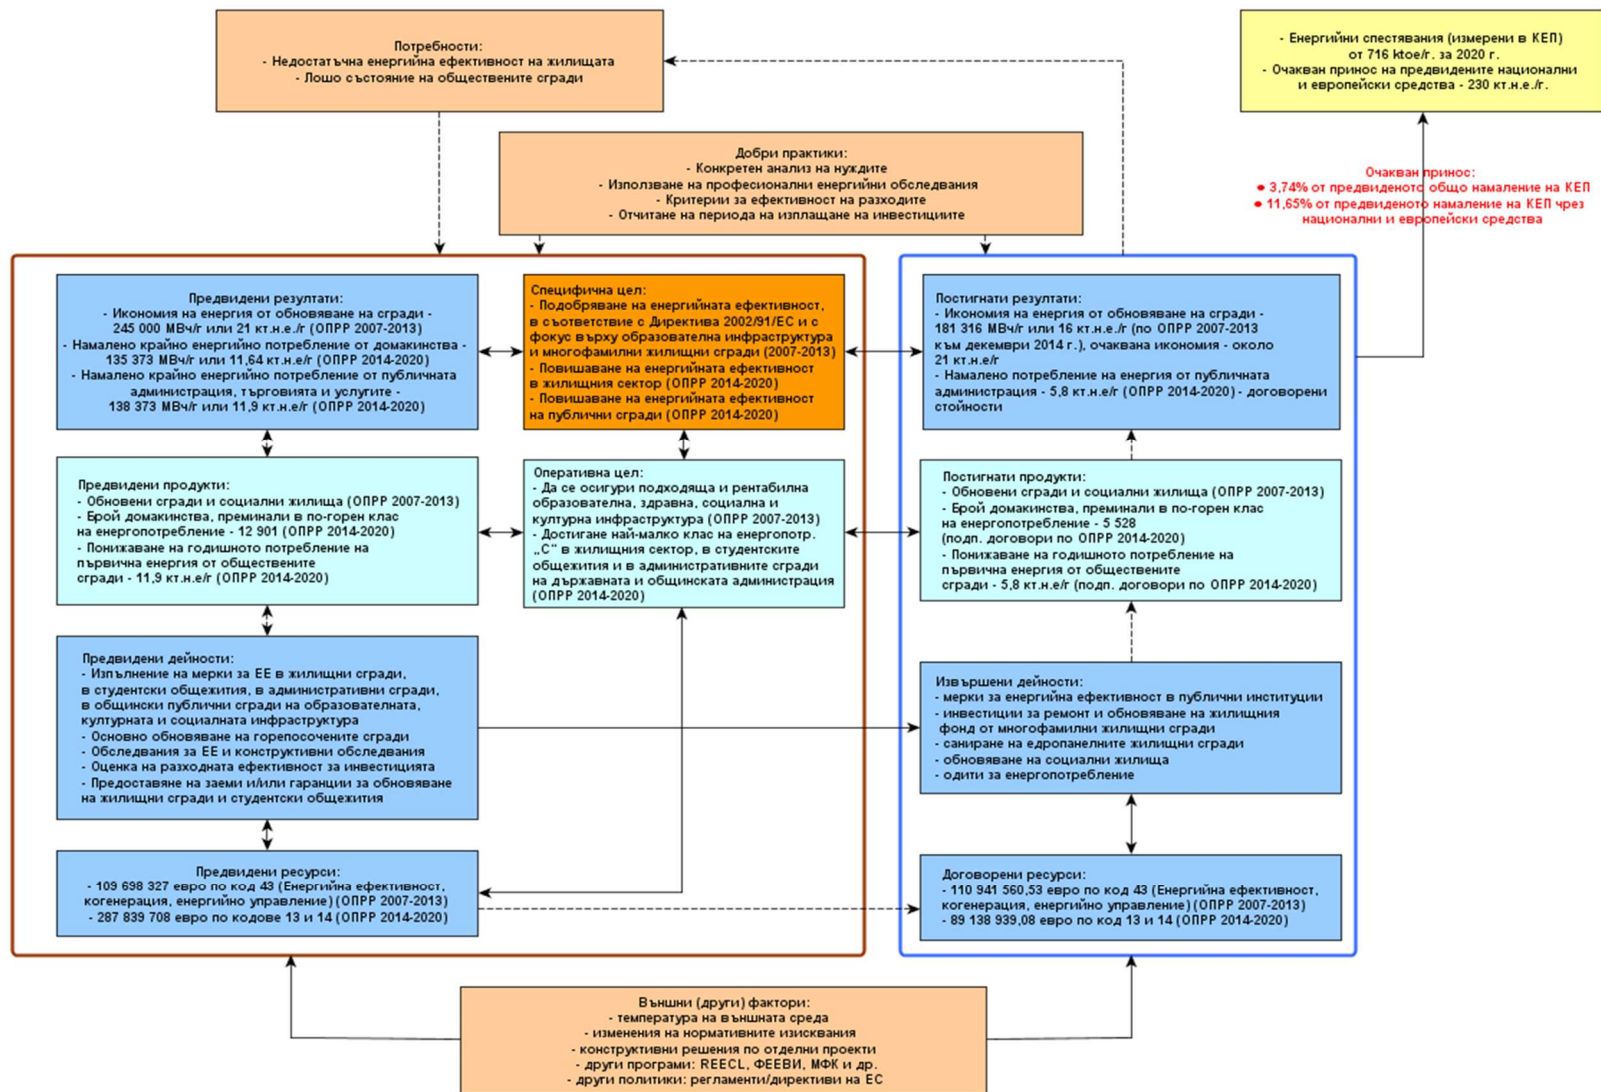 Потребности:
- Недостатъчна енергийна ефективност на жилищата
- Лошо състояние на обществените сгради
- Енергийни спестявания (измерени в КЕП)
от 716 ktoe/г. за 2020 г.
- Очакван принос на предвидените национални
и европейски средства - 230 кт.н.е./г.
Добри практики:
- Конкретен анализ на нуждите
- Използване на професионални енергийни обследвания
- Критерии за ефективност на разходите
- Отчитане на периода на изплащане на инвестициите
Очакван принос:
● 3,74% от предвиденото общо намаление на КЕП
● 11,65% от предвиденото намаление на КЕП чрез
национални и европейски средства
Предвидени резултати:
- Икономия на енергия от обновяване на сгради -
245 000 МВч/г или 21 кт.н.е./г (ОПРР 2007-2013)
- Намалено крайно енергийно потребление от домакинства -
135 373 МВч/г или 11,64 кт.н.е/г (ОПРР 2014-2020)
- Намалено крайно енергийно потребление от публичната
администрация, търговията и услугите -
138 373 МВч/г или 11,9 кт.н.е/г (ОПРР 2014-2020)
Специфична цел:
- Подобряване на енергийната ефективност,
в съответствие с Директива 2002/91/ЕС и с
фокус върху образователна инфраструктура
и многофамилни жилищни сгради (2007-2013)
- Повишаване на енергийната ефективност
в жилищния сектор (ОПРР 2014-2020)
- Повишаване на енергийната ефективност
на публични сгради (ОПРР 2014-2020)
Постигнати резултати:
- Икономия на енергия от обновяване на сгради -
181 316 МВч/г или 16 кт.н.е./г (по ОПРР 2007-2013
към декември 2014 г.), очаквана икономия - около
21 кт.н.е/г
- Намалено потребление на енергия от публичната
администрация - 5,8 кт.н.е/г (ОПРР 2014-2020) - договорени
стойности
Предвидени продукти:
- Обновени сгради и социални жилища (ОПРР 2007-2013)
- Брой домакинства, преминали в по-горен клас
на енергопотребление - 12 901 (ОПРР 2014-2020)
- Понижаване на годишното потребление на
първична енергия от обществените
сгради - 11,9 кт.н.е/г (ОПРР 2014-2020)
Оперативна цел:
- Да се осигури подходяща и рентабилна
образователна, здравна, социална и
културна инфраструктура (ОПРР 2007-2013)
- Достигане най-малко клас на енергопотр.
„С“ в жилищния сектор, в студентските
общежития и в административните сгради
на държавната и общинската администрация
(ОПРР 2014-2020)
Постигнати продукти:
- Обновени сгради и социални жилища (ОПРР 2007-2013)
- Брой домакинства, преминали в по-горен клас
на енергопотребление - 5 528
(подп. договори по ОПРР 2014-2020)
- Понижаване на годишното потребление на
първична енергия от обществените
сгради - 5,8 кт.н.е/г (подп. договори по ОПРР 2014-2020)
Предвидени дейности:
- Изпълнение на мерки за ЕЕ в жилищни сгради,
в студентски общежития, в административни сгради,
в общински публични сгради на образователната,
културната и социалната инфраструктура
- Основно обновяване на горепосочените сгради
- Обследвания за ЕЕ и конструктивни обследвания
- Оценка на разходната ефективност за инвестицията
- Предоставяне на заеми и/или гаранции за обновяване
на жилищни сгради и студентски общежития
Извършени дейности:
- мерки за енергийна ефективност в публични институции
- инвестиции за ремонт и обновяване на жилищния
фонд от многофамилни жилищни сгради
- саниране на едропанелните жилищни сгради
- обновяване на социални жилища
- одити за енергопотребление
Предвидени ресурси:
- 109 698 327 евро по код 43 (Енергийна ефективност,
когенерация, енергийно управление) (ОПРР 2007-2013)
- 287 839 708 евро по кодове 13 и 14 (ОПРР 2014-2020)
Договорени ресурси:
- 110 941 560,53 евро по код 43 (Енергийна ефективност,
когенерация, енергийно управление) (ОПРР 2007-2013)
- 89 138 939,08 евро по код 13 и 14 (ОПРР 2014-2020)
Външни (други) фактори:
- температура на външната среда
- изменения на нормативните изисквания
- конструктивни решения по отделни проекти
- други програми: REECL, ФЕЕВИ, МФК и др.
- други политики: регламенти/директиви на ЕС